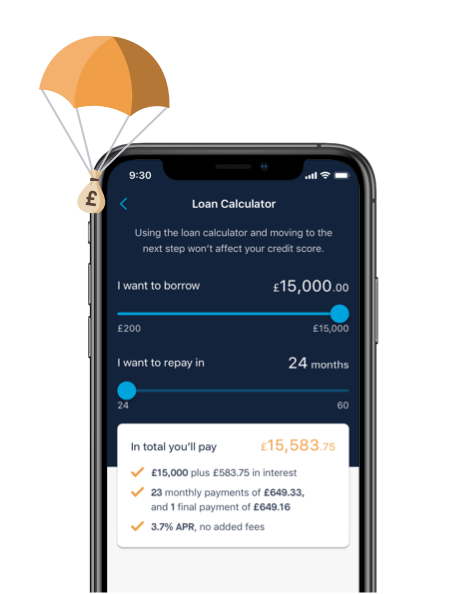 9:30
£
Loan Calculator
Using the loan calculator and moving to the
next step won't affect your credit score.
I want to borrow £15,000.00
£200 £15,000
I want to repay in 24 months
24 60
In total you'll pay £15,583.75
£15,000 plus £583.75 in interest
23 monthly payments of £649.33,
and 1 final payment of £649.16
3.7% APR, no added fees